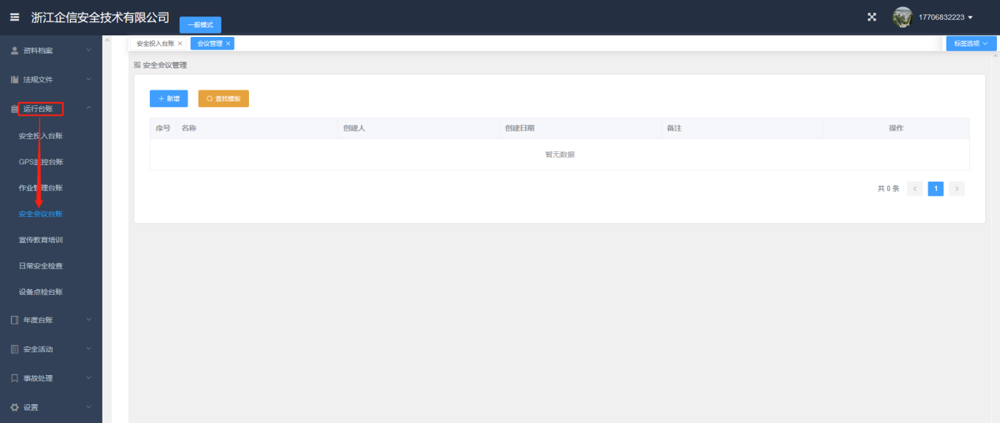 浙江企信安全技术有限公司
一般模式
17706832223
资料档案
法规文件
运行台账
安全投入台账
GPS监控台账
作业管理台账
安全会议台账
宣传教育培训
日常安全检查
设备点检台账
年度台账
安全活动
事故处理
设置
安全投入台账 × 会议管理 × 标签选项
安全会议管理
+ 新增 查找模板
序号 名称 创建人 创建日期 备注 操作
暂无数据
共 0 条 < 1 >